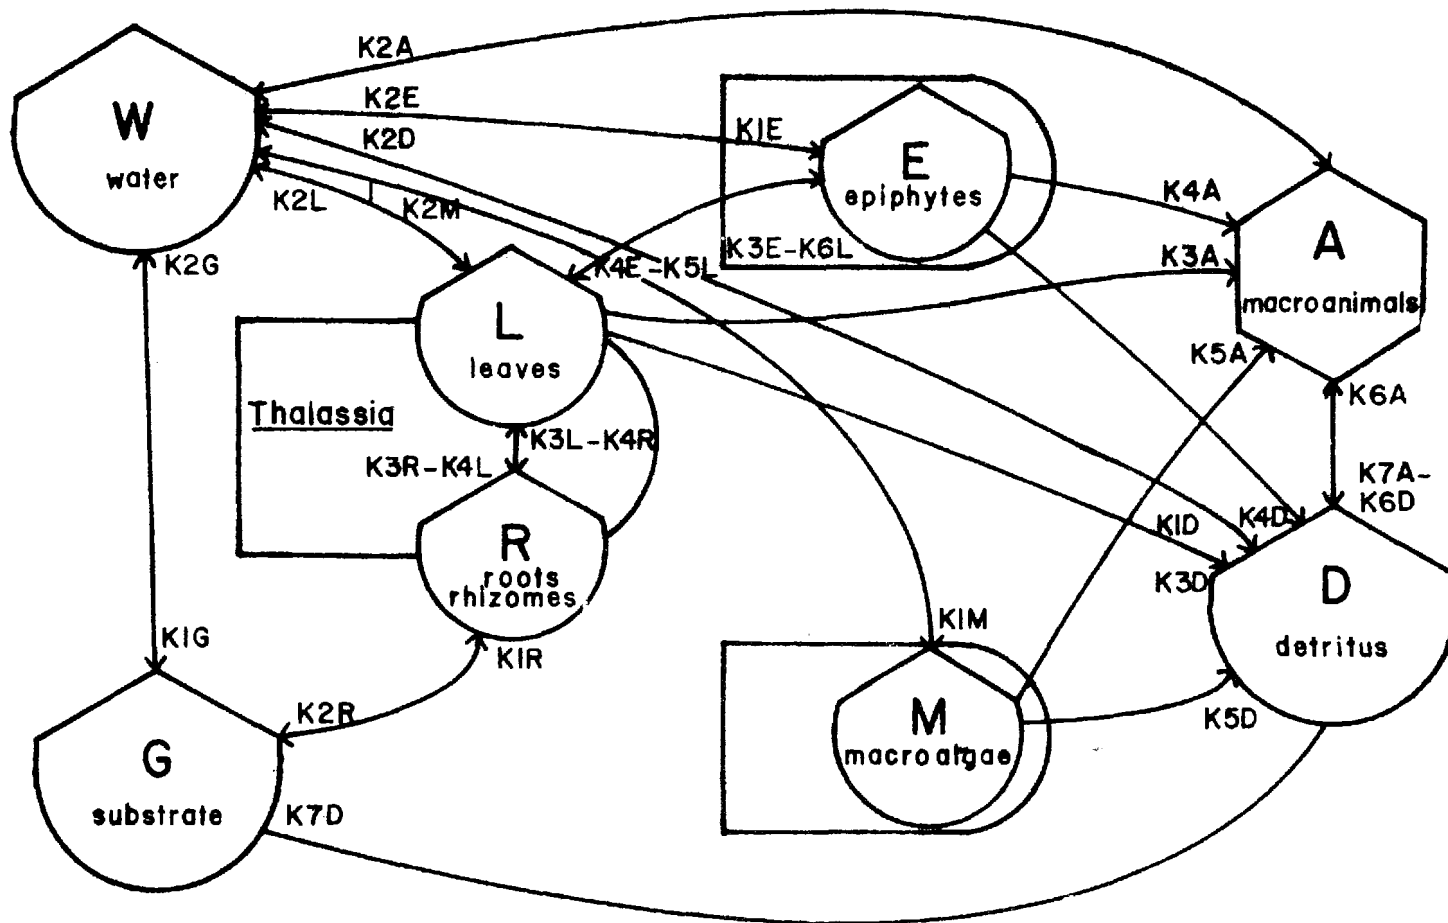 K2A
W
water
K2E
K2D
K1E
E
epiphytes
K4A
A
macroanimals
K2L
K2M
K2G
K3E-K6L
K4E-K5L
K3A
L
leaves
K5A
K6A
Thalassia
K3L-K4R
K3R-K4L
K7A-
K6D
R
roots
rhizomes
K1D
K4D
K3D
D
detritus
K1G
K1R
K1M
K2R
G
substrate
M
macroalgae
K5D
K7D